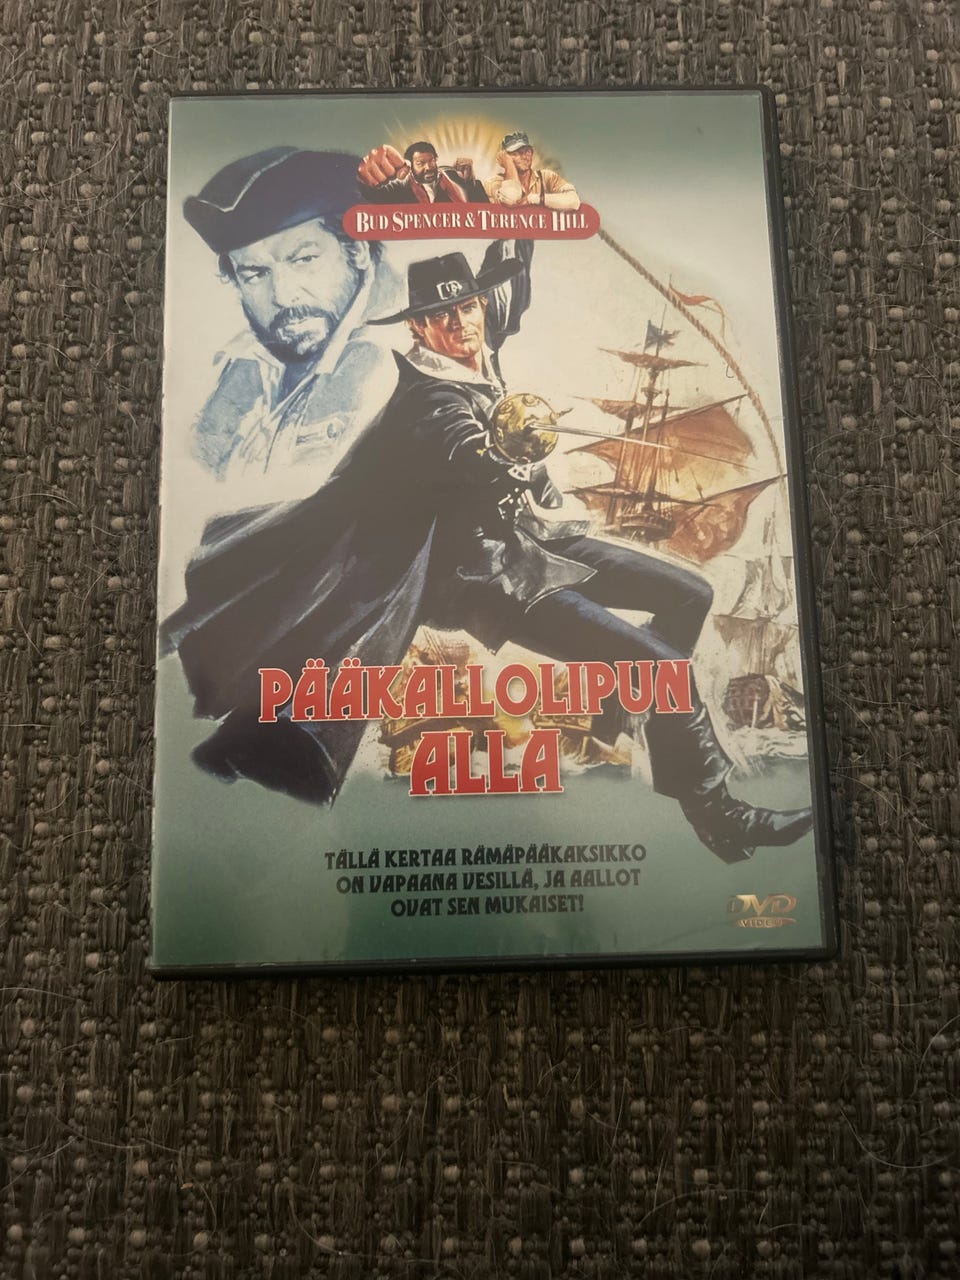 BUD SPENCER & TERENCE HILL
PÄÄKALLOLIPUN
ALLA
TÄLLÄ KERTAA RÄMÄPÄÄKAKSIKKO
ON VAPAANA VESILLÄ, JA AALLOT
OVAT SEN MUKAISET!
DVD
VIDEO